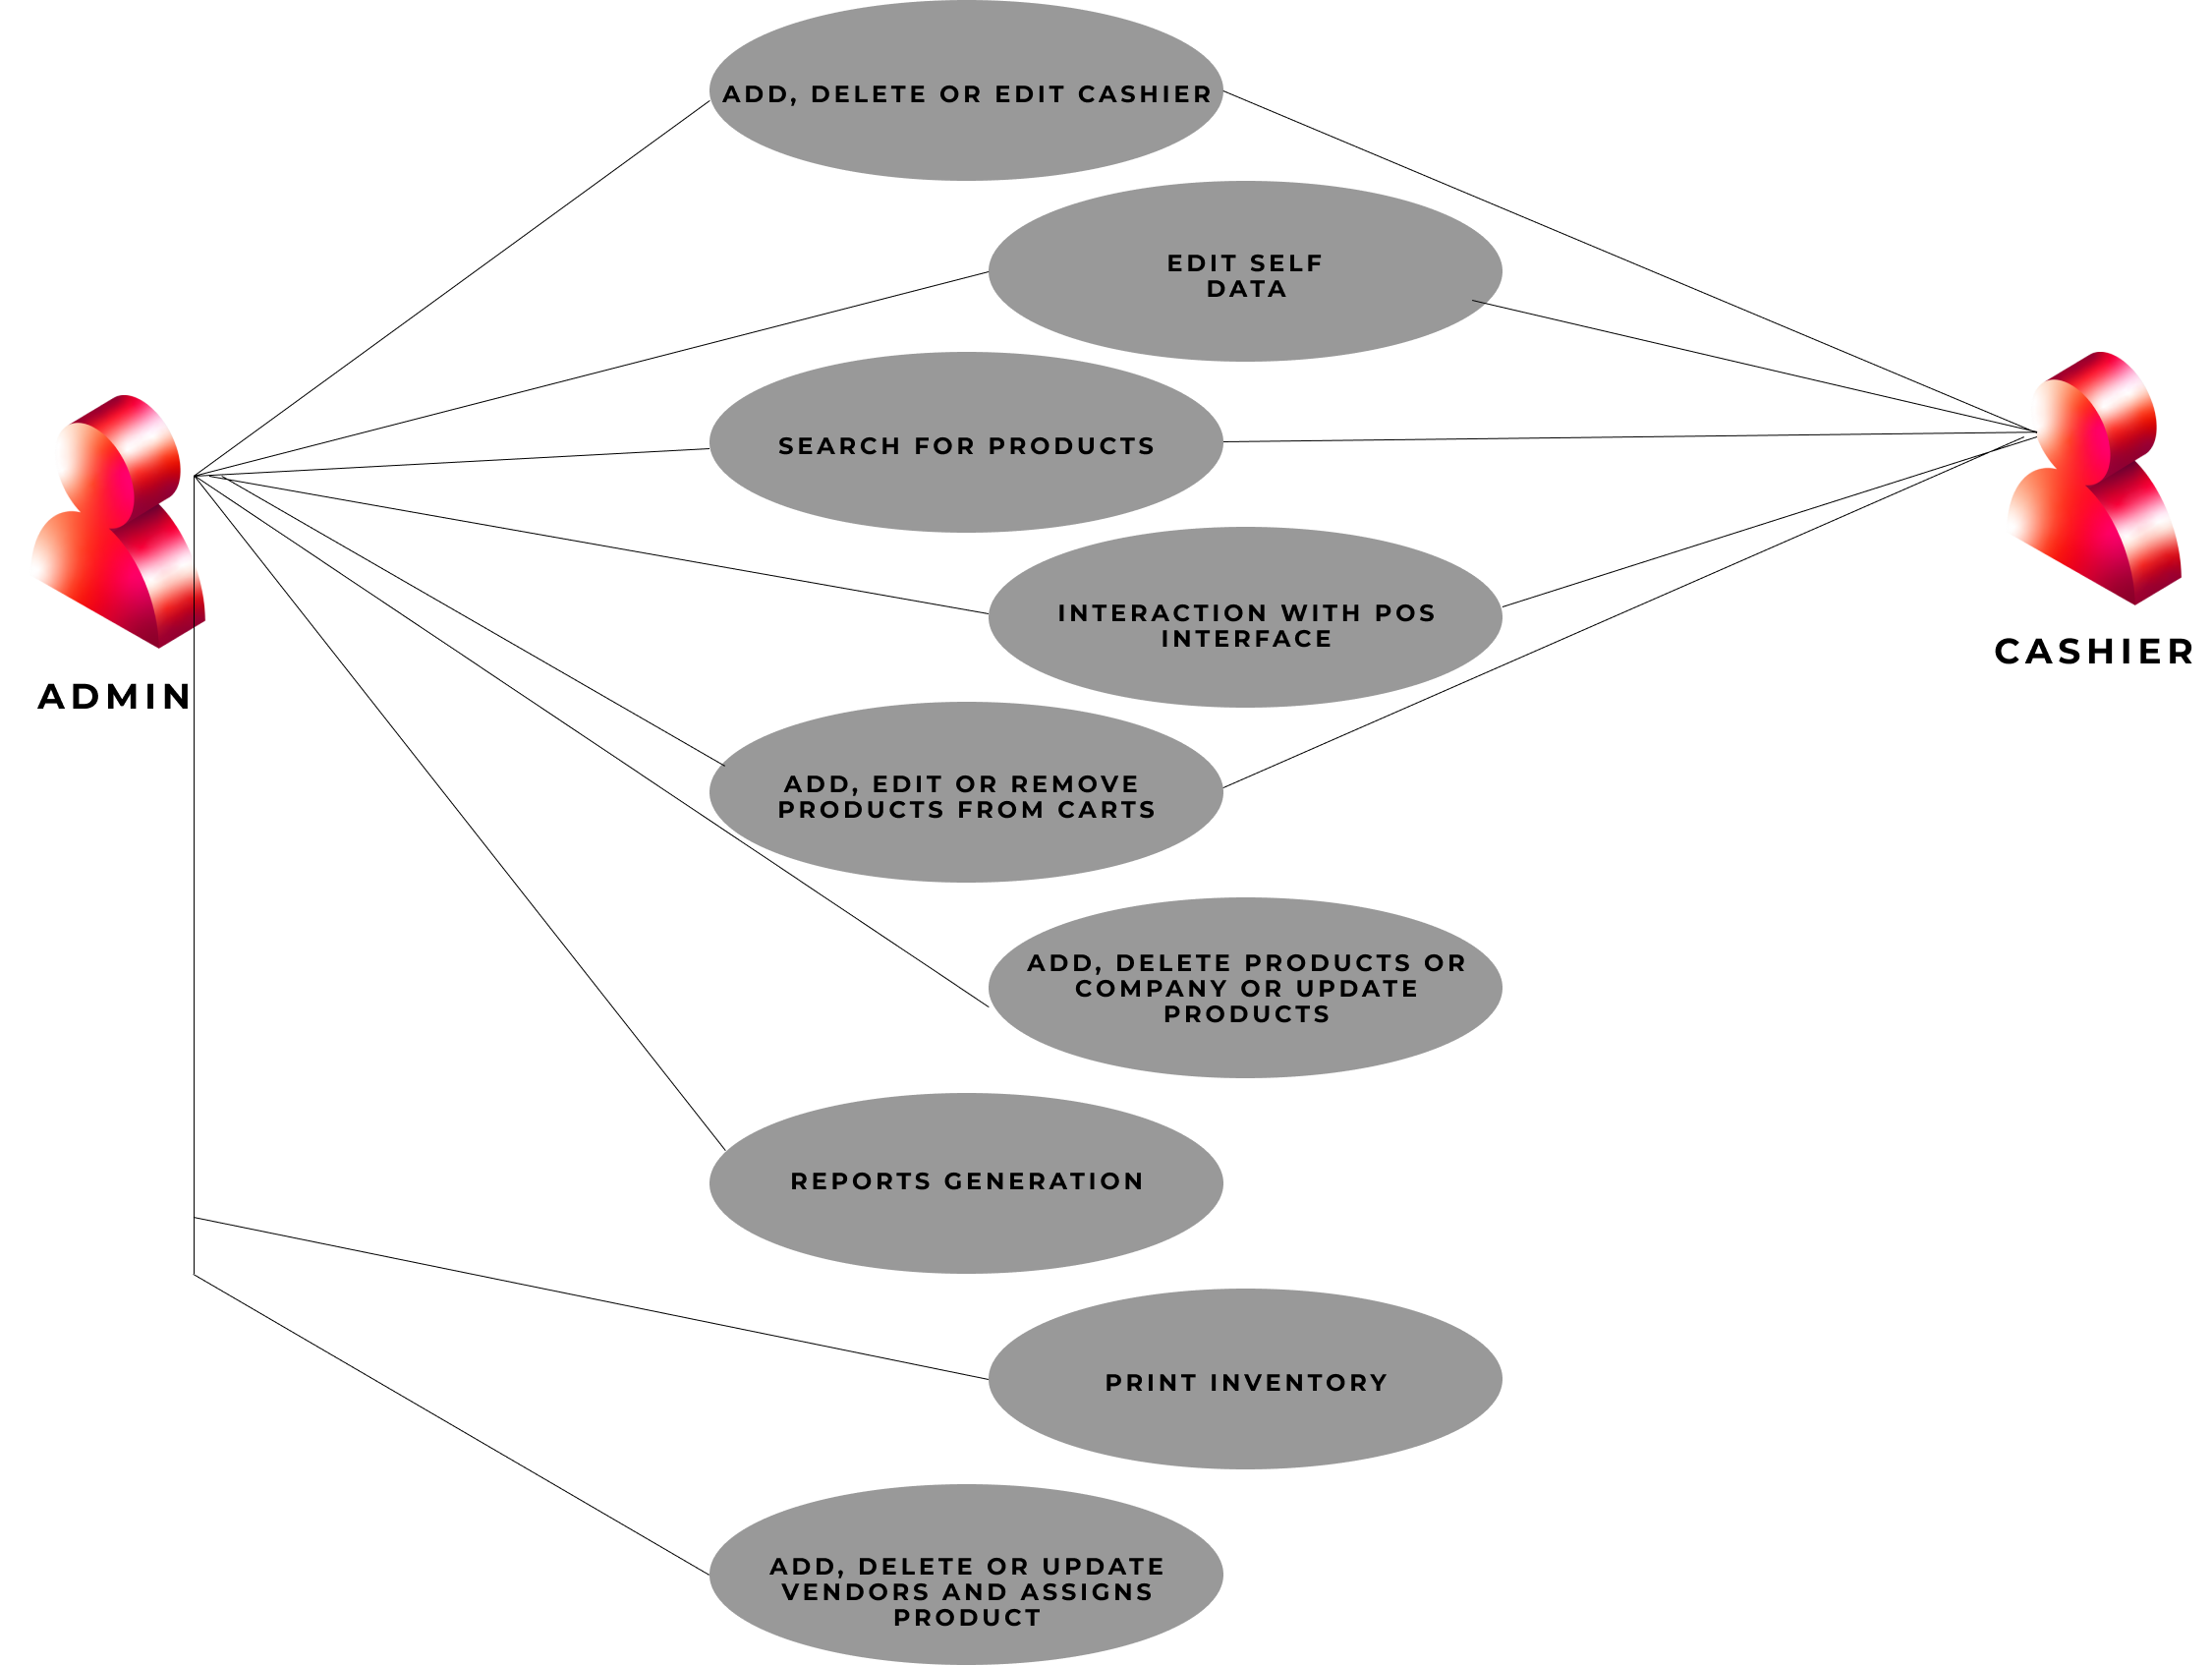 ADD, DELETE OR EDIT CASHIER
EDIT SELF
DATA
SEARCH FOR PRODUCTS
INTERACTION WITH POS
INTERFACE
CASHIER
ADMIN
ADD, EDIT OR REMOVE
PRODUCTS FROM CARTS
ADD, DELETE PRODUCTS OR
COMPANY OR UPDATE
PRODUCTS
REPORTS GENERATION
PRINT INVENTORY
ADD, DELETE OR UPDATE
VENDORS AND ASSIGNS
PRODUCT